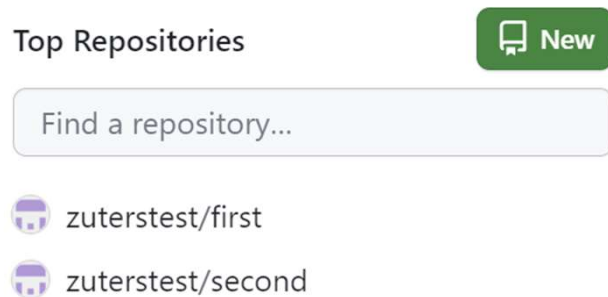 Top Repositories
New
Find a repository...
zuterstest/first
zuterstest/second